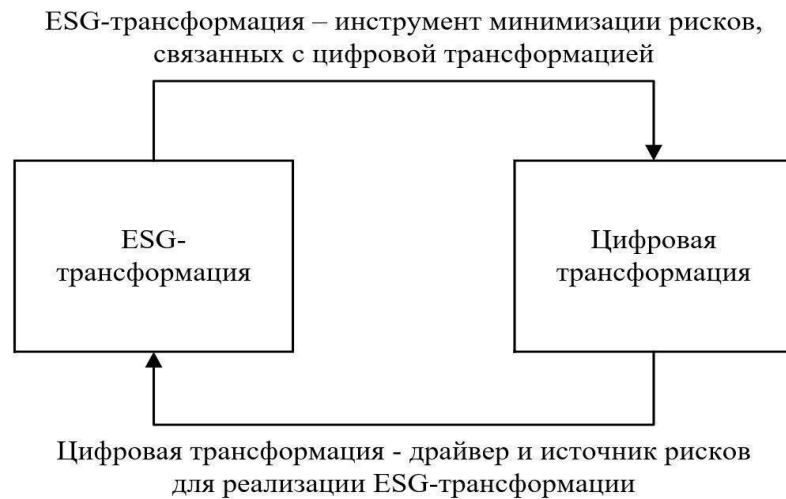 ESG-трансформация – инструмент минимизации рисков,
связанных с цифровой трансформацией
ESG-
трансформация
Цифровая
трансформация
Цифровая трансформация - драйвер и источник рисков
для реализации ESG-трансформации